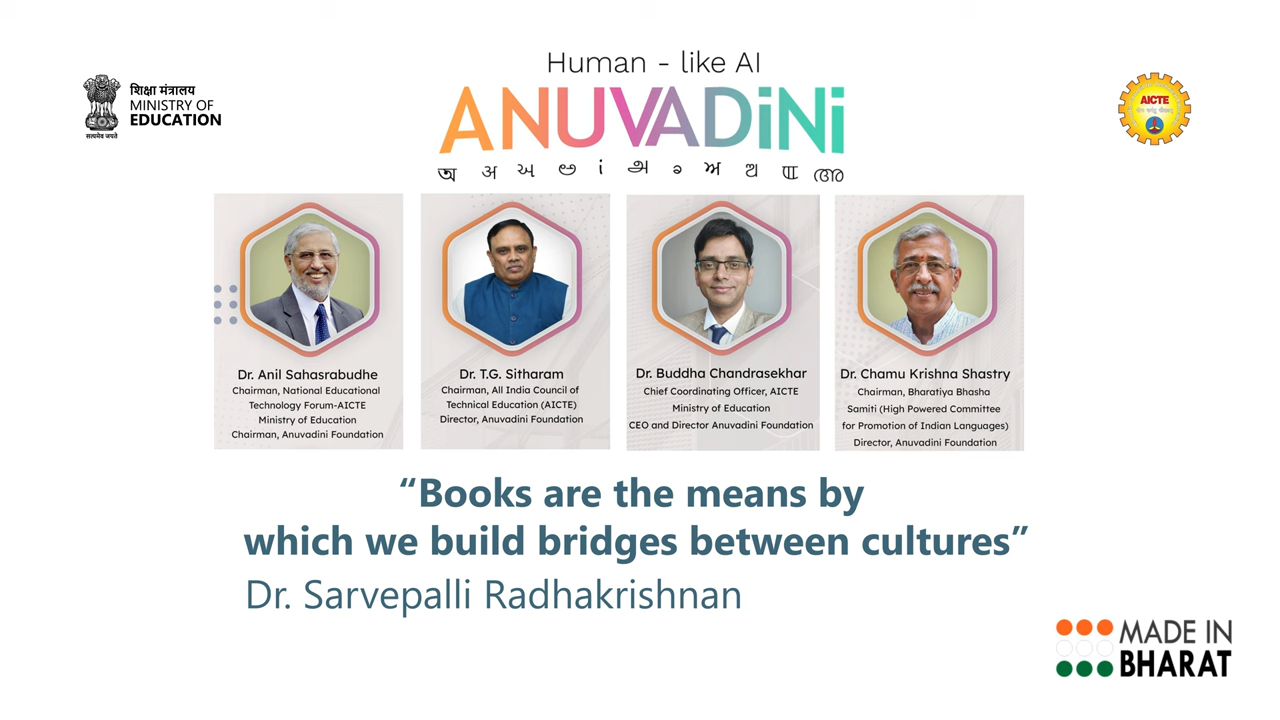 Human - like AI
ANUVADiNi
অ अ અ అ i அ ɘ ਅ ଅ ꯃ അ
शिक्षा मंत्रालय
MINISTRY OF
EDUCATION
सत्यमेव जयते
AICTE
Dr. Anil Sahasrabudhe
Chairman, National Educational
Technology Forum-AICTE
Ministry of Education
Chairman, Anuvadini Foundation
Dr. T.G. Sitharam
Chairman, All India Council of
Technical Education (AICTE)
Director, Anuvadini Foundation
Dr. Buddha Chandrasekhar
Chief Coordinating Officer, AICTE
Ministry of Education
CEO and Director Anuvadini Foundation
Dr. Chamu Krishna Shastry
Chairman, Bharatiya Bhasha
Samiti (High Powered Committee
for Promotion of Indian Languages)
Director, Anuvadini Foundation
“Books are the means by
which we build bridges between cultures”
Dr. Sarvepalli Radhakrishnan
MADE IN
BHARAT